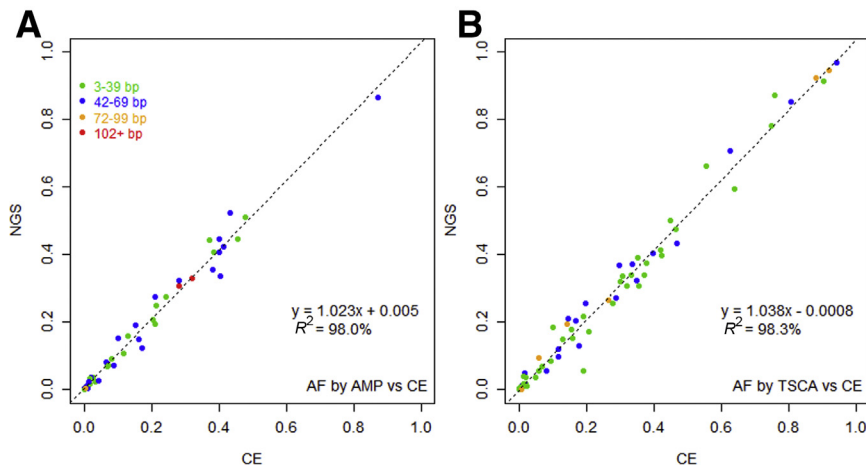 A
B
3-39 bp
42-69 bp
72-99 bp
102+ bp
NGS
0.0 0.2 0.4 0.6 0.8 1.0
y = 1.023x + 0.005
R² = 98.0%
AF by AMP vs CE
0.0 0.2 0.4 0.6 0.8 1.0
CE
NGS
0.0 0.2 0.4 0.6 0.8 1.0
y = 1.038x - 0.0008
R² = 98.3%
AF by TSCA vs CE
0.0 0.2 0.4 0.6 0.8 1.0
CE